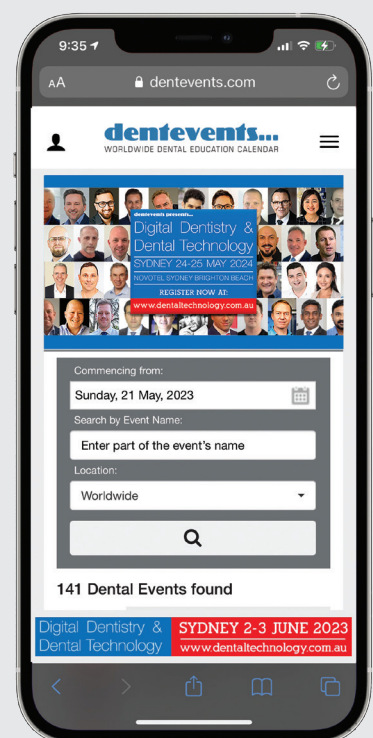 9:35
AA
dentevents.com
dentevents...
WORLDWIDE DENTAL EDUCATION CALENDAR
dentevents presents...
Digital Dentistry &
Dental Technology
SYDNEY 24-25 MAY 2024
NOVOTEL SYDNEY BRIGHTON BEACH
REGISTER NOW AT:
www.dentaltechnology.com.au
Commencing from:
Sunday, 21 May, 2023
Search by Event Name:
Enter part of the event's name
Location:
Worldwide
141 Dental Events found
Digital Dentistry &
Dental Technology
SYDNEY 2-3 JUNE 2023
www.dentaltechnology.com.au